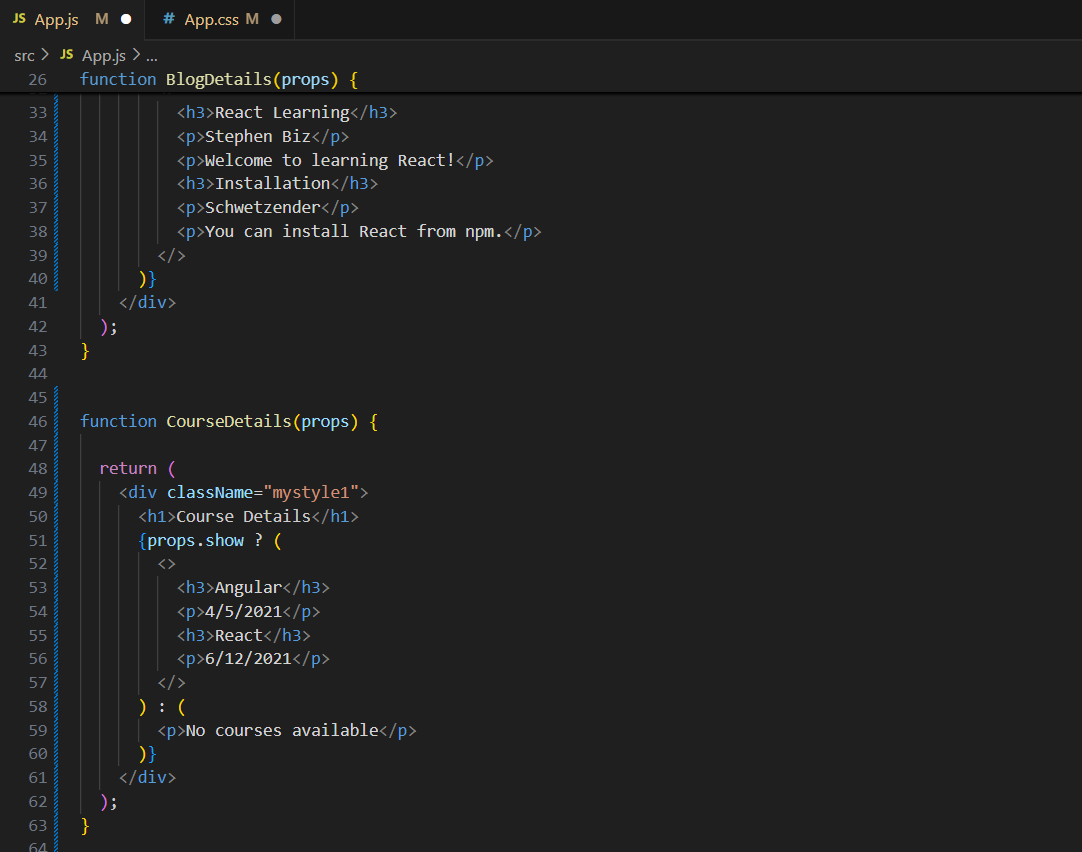 JS App.js M ● # App.css M ●
src > JS App.js > ...
26 function BlogDetails(props) {
33 <h3>React Learning</h3>
34 <p>Stephen Biz</p>
35 <p>Welcome to learning React!</p>
36 <h3>Installation</h3>
37 <p>Schwetzender</p>
38 <p>You can install React from npm.</p>
39 </>
40 )}
41 </div>
42 );
43 }
44
45
46 function CourseDetails(props) {
47
48 return (
49 <div className="mystyle1">
50 <h1>Course Details</h1>
51 {props.show ? (
52 <>
53 <h3>Angular</h3>
54 <p>4/5/2021</p>
55 <h3>React</h3>
56 <p>6/12/2021</p>
57 </>
58 ) : (
59 <p>No courses available</p>
60 )}
61 </div>
62 );
63 }
64